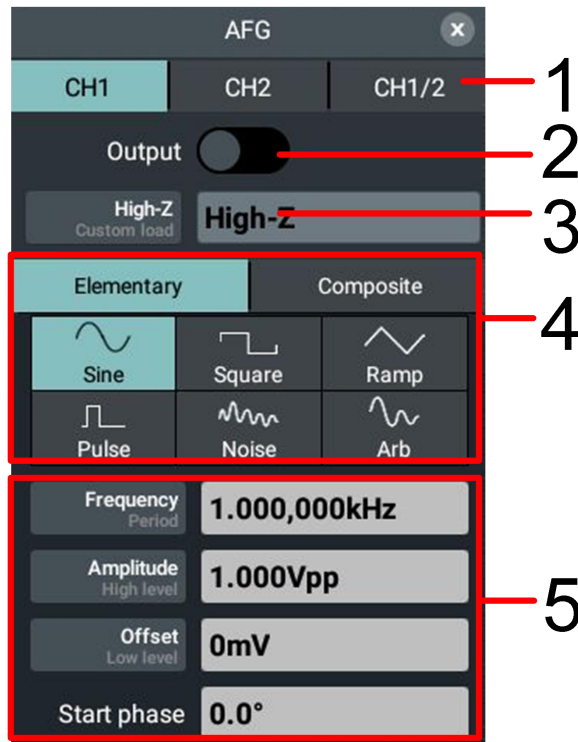 AFG x
CH1 CH2 CH1/2 1
Output 2
High-Z
Custom load
High-Z 3
Elementary Composite 4
Sine Square Ramp
Pulse Noise Arb
Frequency
Period
1.000,000kHz
Amplitude
High level
1.000Vpp
5
Offset
Low level
0mV
Start phase 0.0°